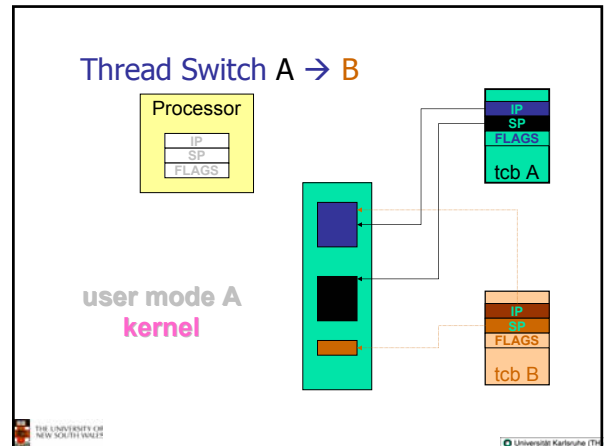 Thread Switch A → B
Processor
IP
SP
FLAGS
IP
SP
FLAGS
tcb A
user mode A
kernel
IP
SP
FLAGS
tcb B
THE UNIVERSITY OF
NEW SOUTH WALES
Universität Karlsruhe (TH